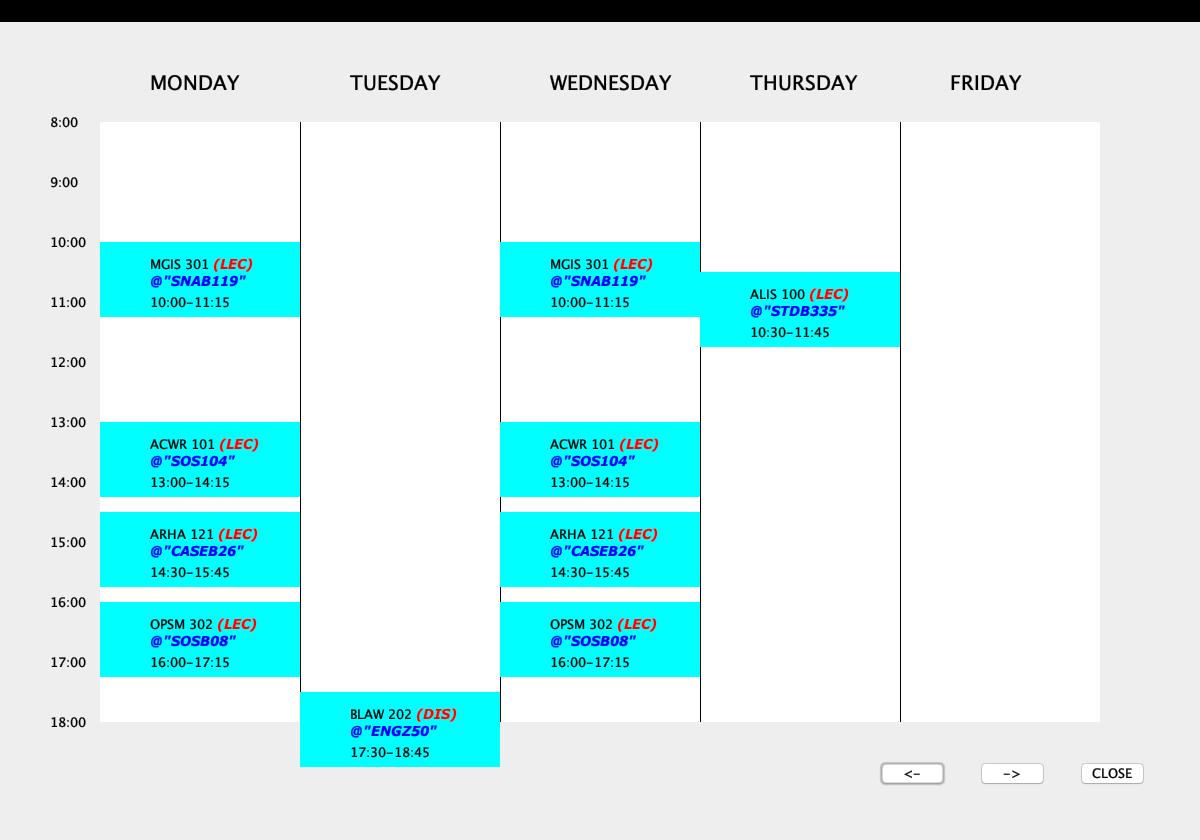 MONDAY TUESDAY WEDNESDAY THURSDAY FRIDAY
8:00
9:00
10:00
11:00
12:00
13:00
14:00
15:00
16:00
17:00
18:00
MGIS 301 (LEC)
@"SNAB119"
10:00-11:15
ACWR 101 (LEC)
@"SOS104"
13:00-14:15
ARHA 121 (LEC)
@"CASEB26"
14:30-15:45
OPSM 302 (LEC)
@"SOSB08"
16:00-17:15
BLAW 202 (DIS)
@"ENGZ50"
17:30-18:45
MGIS 301 (LEC)
@"SNAB119"
10:00-11:15
ACWR 101 (LEC)
@"SOS104"
13:00-14:15
ARHA 121 (LEC)
@"CASEB26"
14:30-15:45
OPSM 302 (LEC)
@"SOSB08"
16:00-17:15
ALIS 100 (LEC)
@"STDB335"
10:30-11:45
<- -> CLOSE